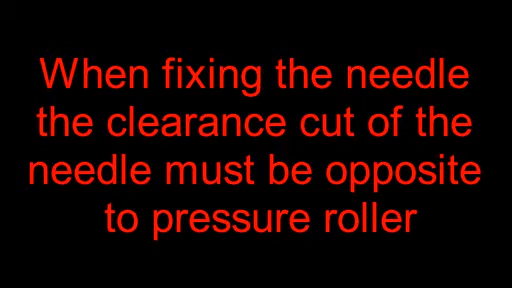 When fixing the needle
the clearance cut of the
needle must be opposite
to pressure roller